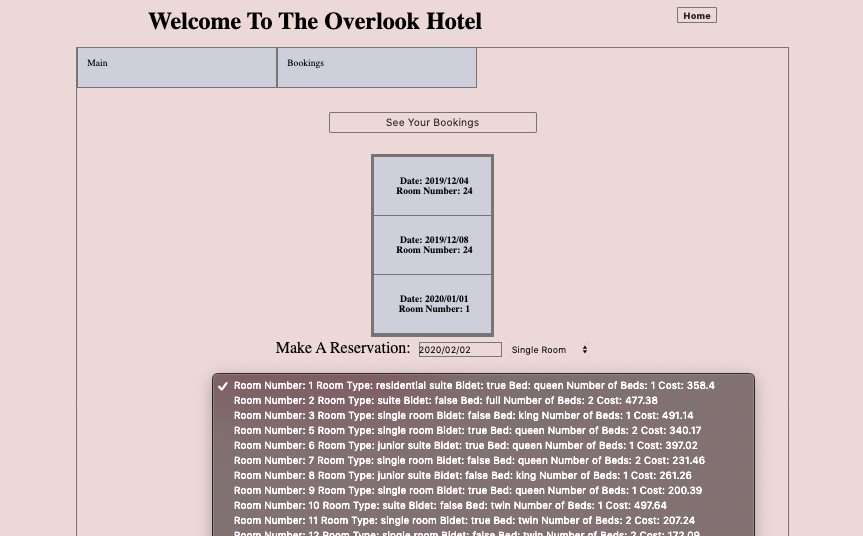 Welcome To The Overlook Hotel
Home
Main
Bookings
See Your Bookings
Date: 2019/12/04
Room Number: 24
Date: 2019/12/08
Room Number: 24
Date: 2020/01/01
Room Number: 1
Make A Reservation: 2020/02/02 Single Room
Room Number: 1 Room Type: residential suite Bidet: true Bed: queen Number of Beds: 1 Cost: 358.4
Room Number: 2 Room Type: suite Bidet: false Bed: full Number of Beds: 2 Cost: 477.38
Room Number: 3 Room Type: single room Bidet: false Bed: king Number of Beds: 1 Cost: 491.14
Room Number: 5 Room Type: single room Bidet: true Bed: queen Number of Beds: 2 Cost: 340.17
Room Number: 6 Room Type: junior suite Bidet: true Bed: queen Number of Beds: 1 Cost: 397.02
Room Number: 7 Room Type: single room Bidet: false Bed: queen Number of Beds: 2 Cost: 231.46
Room Number: 8 Room Type: junior suite Bidet: false Bed: king Number of Beds: 1 Cost: 261.26
Room Number: 9 Room Type: single room Bidet: true Bed: queen Number of Beds: 1 Cost: 200.39
Room Number: 10 Room Type: suite Bidet: false Bed: twin Number of Beds: 1 Cost: 497.64
Room Number: 11 Room Type: single room Bidet: true Bed: twin Number of Beds: 2 Cost: 207.24
Room Number: 12 Room Type: single room Bidet: false Bed: twin Number of Beds: 2 Cost: 172.09